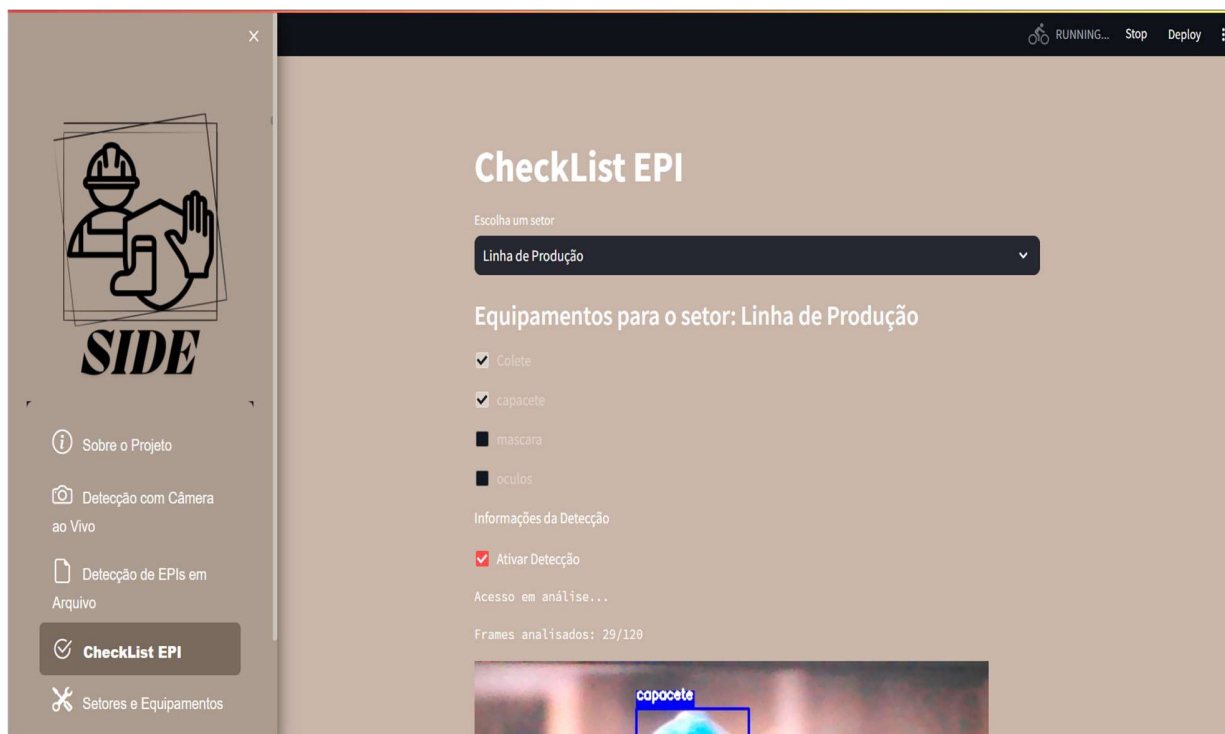 RUNNING...
Stop
Deploy
SIDE
Sobre o Projeto
Detecção com Câmera
ao Vivo
Detecção de EPIs em
Arquivo
CheckList EPI
Setores e Equipamentos
CheckList EPI
Escolha um setor
Linha de Produção
Equipamentos para o setor: Linha de Produção
Colete
capacete
mascara
oculos
Informações da Detecção
Ativar Detecção
Acesso em análise...
Frames analisados: 29/120
capacete